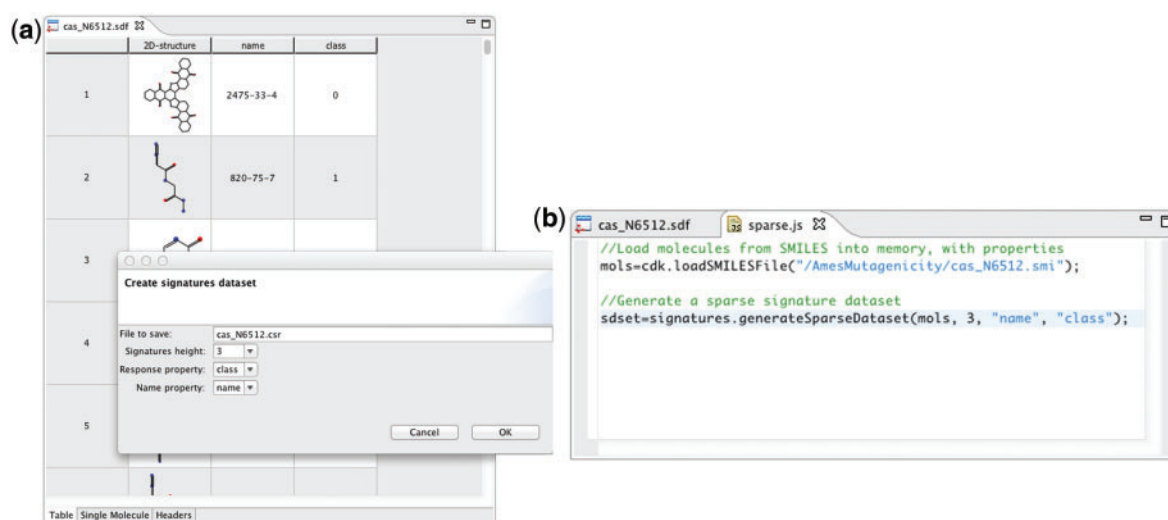 (a)
cas_N6512.sdf
2D-structure name class
1 2475-33-4 0
2 820-75-7 1
3
Create signatures dataset
File to save: cas_N6512.csr
4 Signatures height: 3
Response property: class
Name property: name
5
Cancel OK
Table Single Molecule Headers
(b)
cas_N6512.sdf sparse.js
//Load molecules from SMILES into memory, with properties
mols=cdk.loadSMILESFile("/AmesMutagenicity/cas_N6512.smi");
//Generate a sparse signature dataset
sdset=signatures.generateSparseDataset(mols, 3, "name", "class");